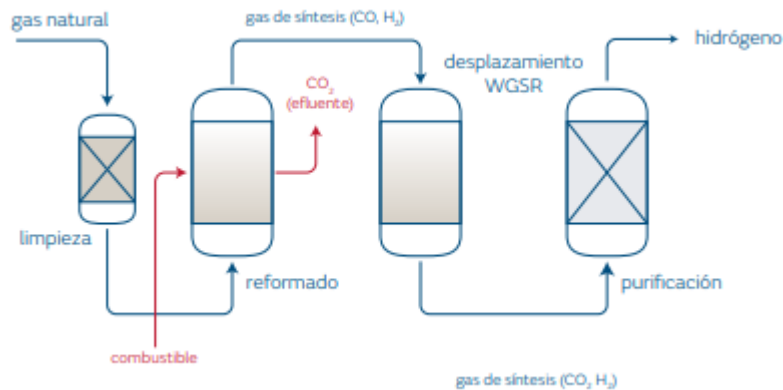 gas natural
gas de síntesis (CO, H₂)
hidrógeno
desplazamiento
WGSR
CO₂
(efluente)
limpieza
reformado
purificación
combustible
gas de síntesis (CO₂ H₂)